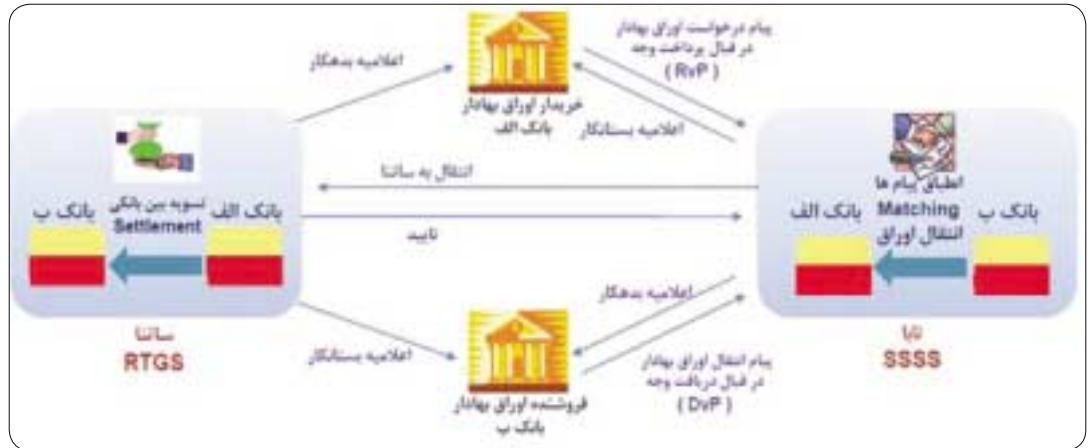 پیام درخواست اوراق بهادار
در قبال پرداخت وجه
( RvP )
اعلامیه بدهکار
خریدار اوراق بهادار
بانک الف
اعلامیه بستانکار
انطباق پیام ها
Matching
انتقال اوراق
بانک ب
بانک الف
تابا
SSSS
انتقال به ساتنا
تایید
تسویه بین بانکی
Settlement
بانک الف
بانک ب
ساتنا
RTGS
اعلامیه بدهکار
اعلامیه بستانکار
پیام انتقال اوراق بهادار
در قبال دریافت وجه
( DvP )
فروشنده اوراق بهادار
بانک ب